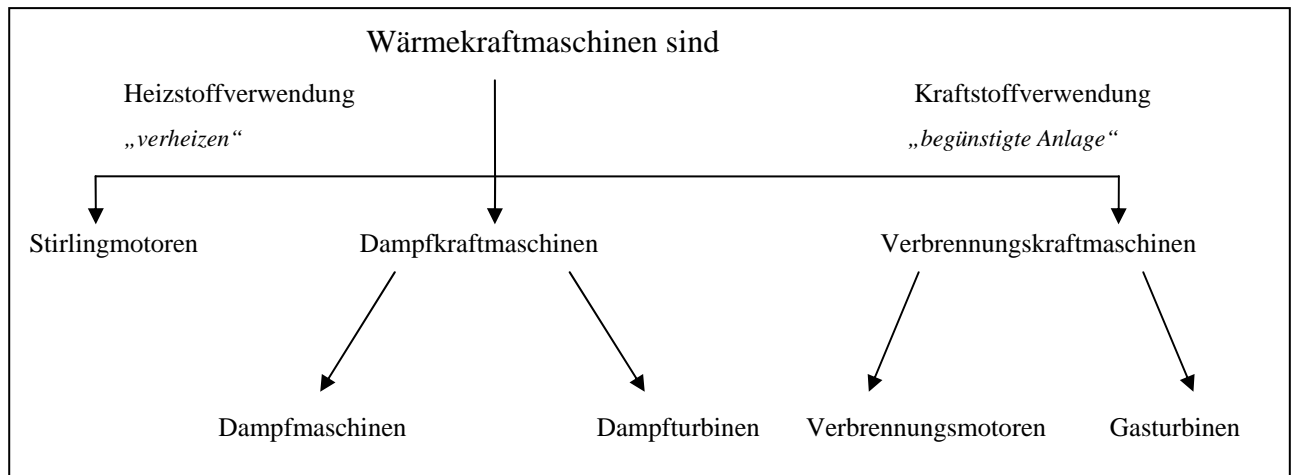 Wärmekraftmaschinen sind
Heizstoffverwendung Kraftstoffverwendung
„verheizen“ „begünstigte Anlage“
Stirlingmotoren Dampfkraftmaschinen Verbrennungskraftmaschinen
Dampfmaschinen Dampfturbinen Verbrennungsmotoren Gasturbinen